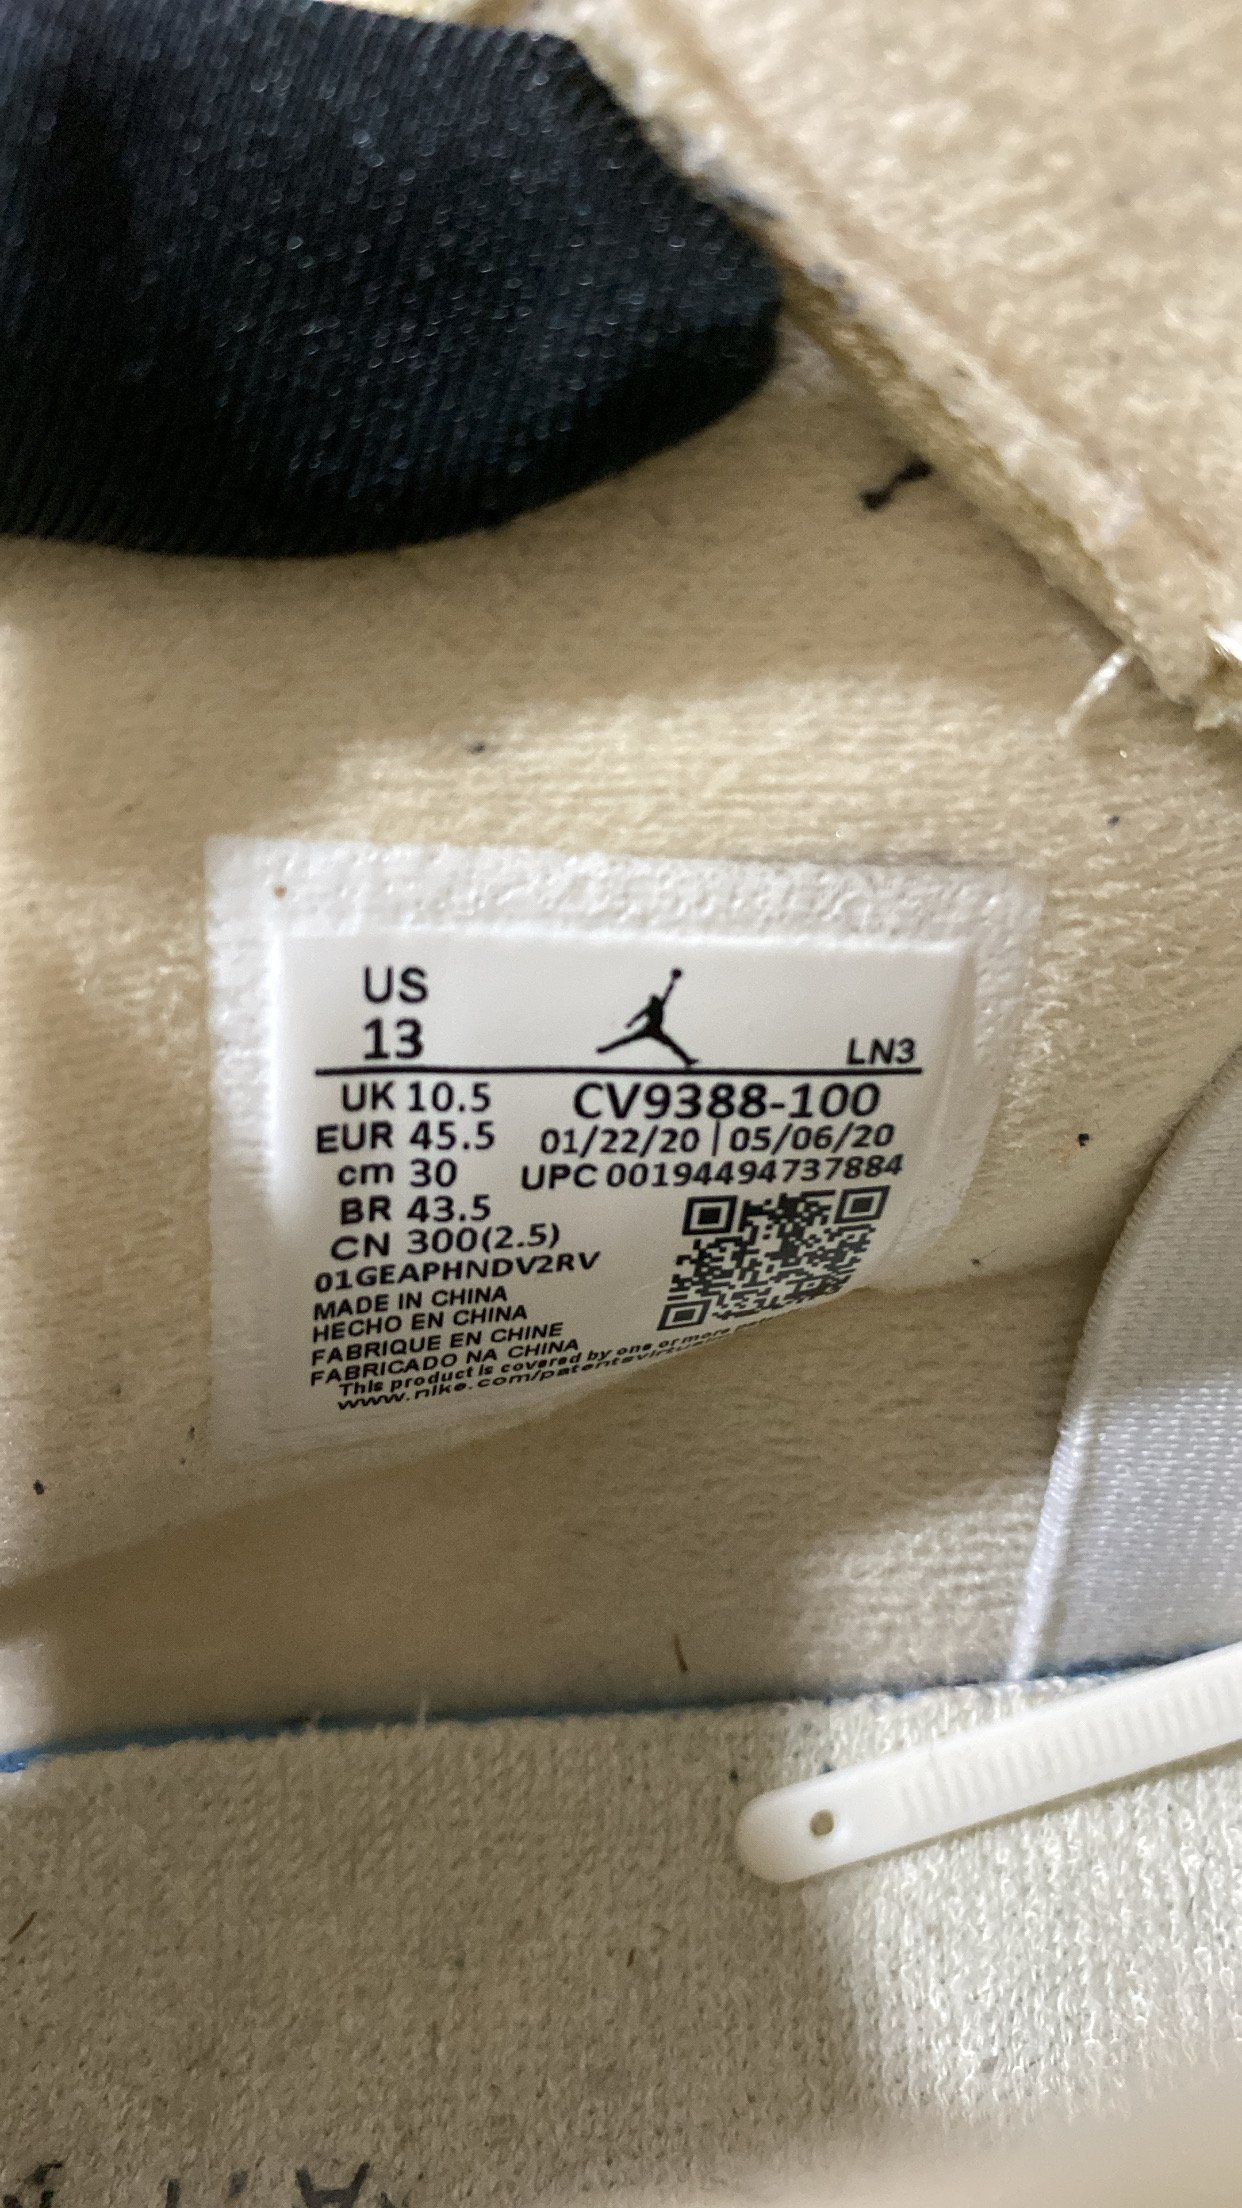 US
13
LN3
UK 10.5
CV9388-100
EUR 45.5
01/22/20 | 05/06/20
cm 30
UPC 00194494737884
BR 43.5
CN 300(2.5)
01GEAPHNDV2RV
MADE IN CHINA
HECHO EN CHINA
FABRIQUE EN CHINE
FABRICADO NA CHINA
This product is covered by one or more
www.nike.com/patents